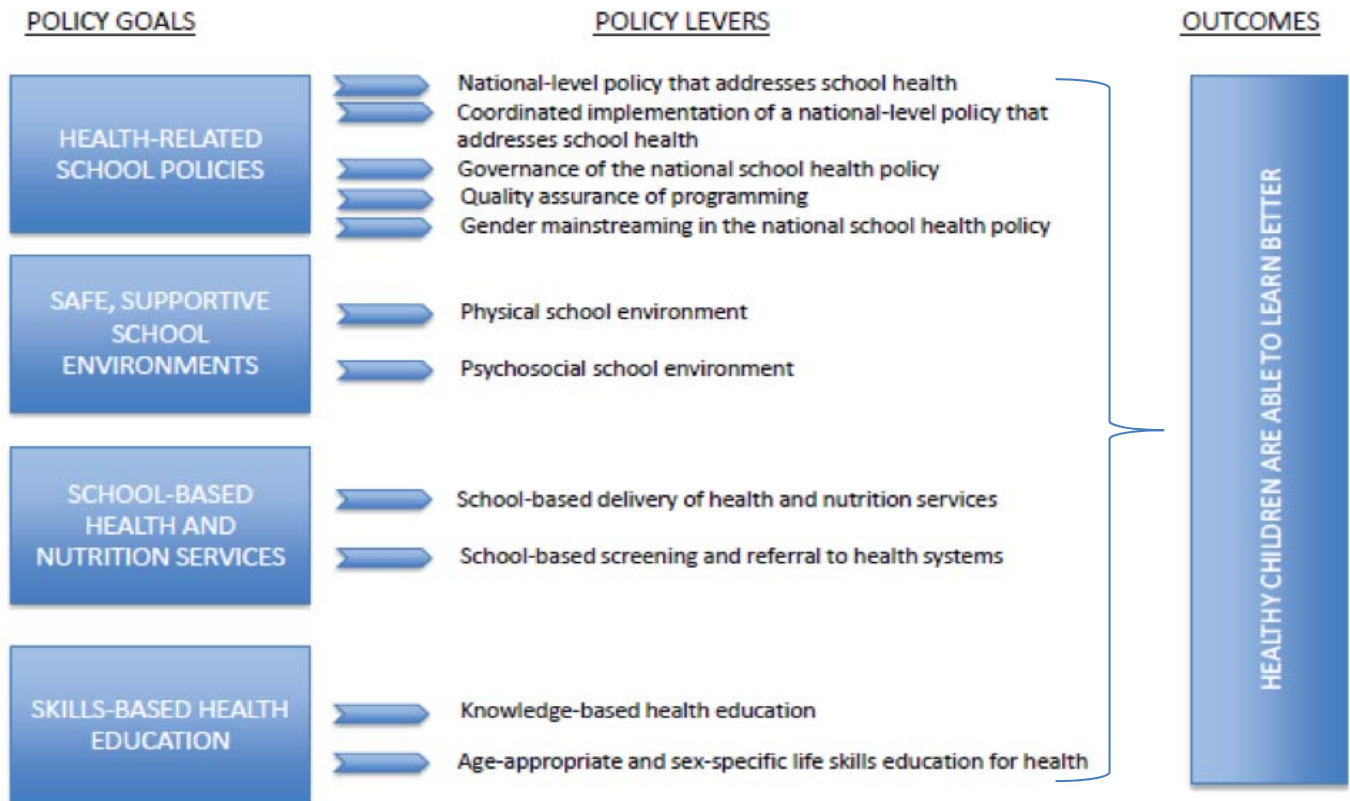 POLICY GOALS
POLICY LEVERS
OUTCOMES
HEALTH-RELATED
SCHOOL POLICIES
National-level policy that addresses school health
Coordinated implementation of a national-level policy that
addresses school health
Governance of the national school health policy
Quality assurance of programming
Gender mainstreaming in the national school health policy
SAFE, SUPPORTIVE
SCHOOL
ENVIRONMENTS
Physical school environment
Psychosocial school environment
SCHOOL-BASED
HEALTH AND
NUTRITION SERVICES
School-based delivery of health and nutrition services
School-based screening and referral to health systems
SKILLS-BASED HEALTH
EDUCATION
Knowledge-based health education
Age-appropriate and sex-specific life skills education for health
HEALTHY CHILDREN ARE ABLE TO LEARN BETTER